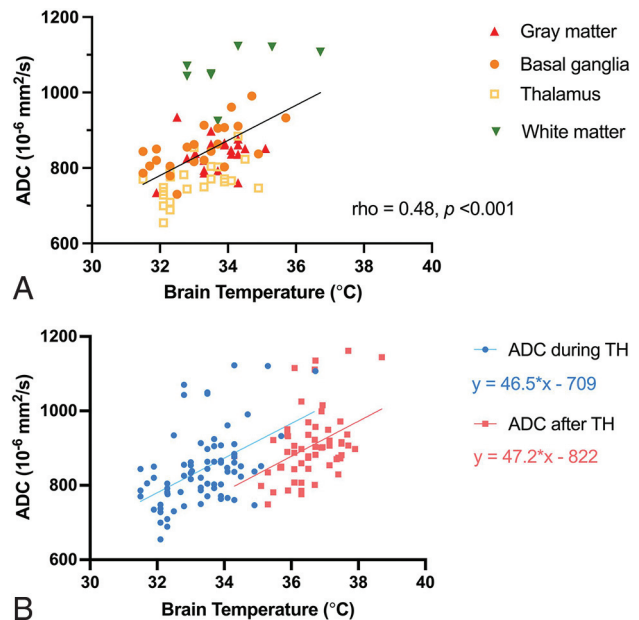 1200
1000
800
600
ADC (10⁻⁶ mm²/s)
30 32 34 36 38 40
Brain Temperature (°C)
rho = 0.48, p <0.001
Gray matter
Basal ganglia
Thalamus
White matter
A
1200
1000
800
600
ADC (10⁻⁶ mm²/s)
30 32 34 36 38 40
Brain Temperature (°C)
ADC during TH
y = 46.5*x - 709
ADC after TH
y = 47.2*x - 822
B